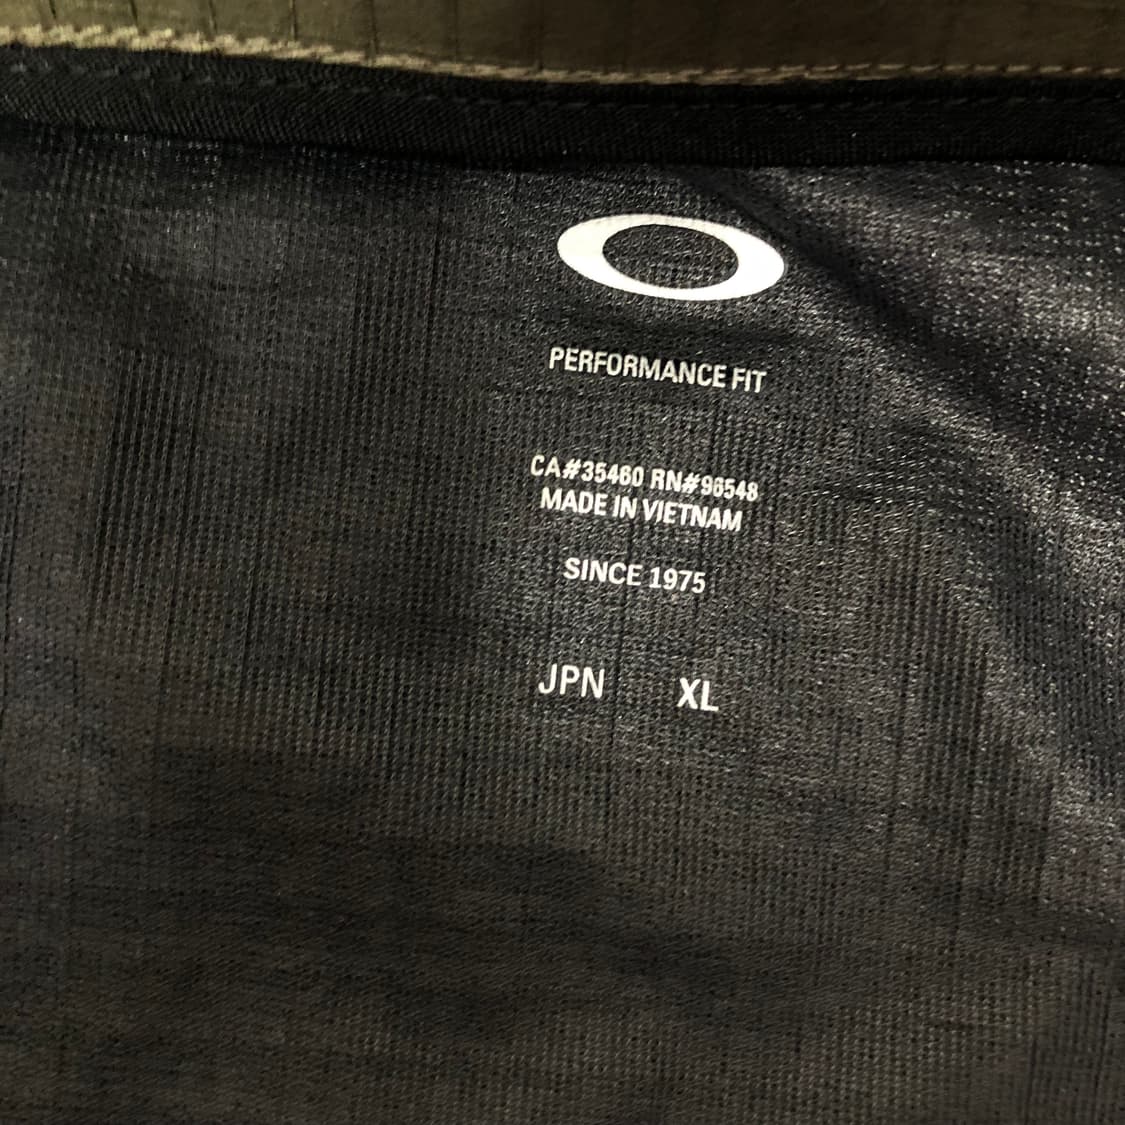 PERFORMANCE FIT
CA#35460 RN#96548
MADE IN VIETNAM
SINCE 1975
JPN XL